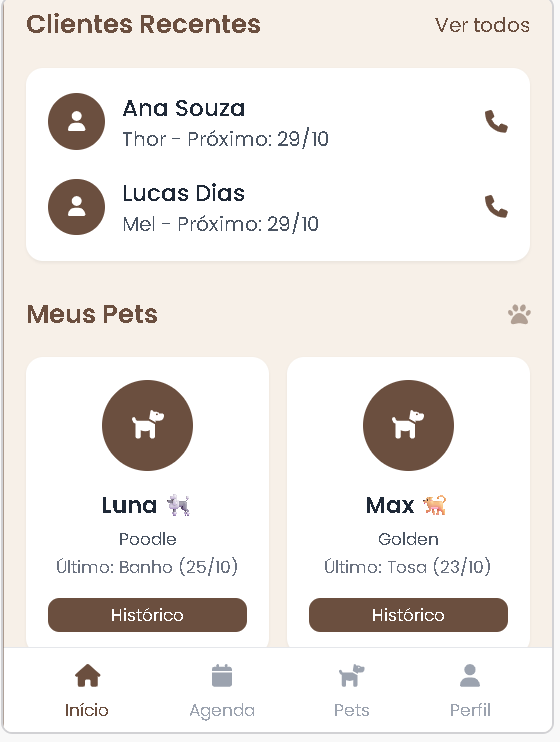 Clientes Recentes
Ver todos
Ana Souza
Thor - Próximo: 29/10
Lucas Dias
Mel - Próximo: 29/10
Meus Pets
Luna 🐩
Poodle
Último: Banho (25/10)
Histórico
Max 🐕
Golden
Último: Tosa (23/10)
Histórico
Início
Agenda
Pets
Perfil